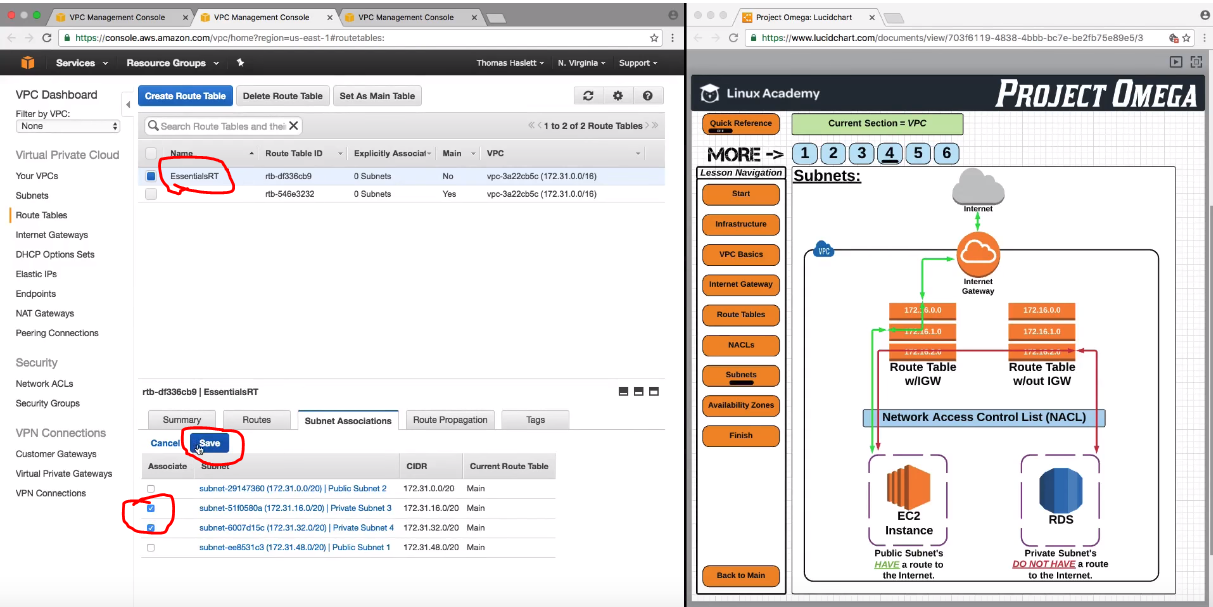 VPC Management Console
VPC Management Console
VPC Management Console
https://console.aws.amazon.com/vpc/home?region=us-east-1#routetables:
Services
Resource Groups
Thomas Haslett
N. Virginia
Support
VPC Dashboard
Filter by VPC:
None
Virtual Private Cloud
Your VPCs
Subnets
Route Tables
Internet Gateways
DHCP Options Sets
Elastic IPs
Endpoints
NAT Gateways
Peering Connections
Security
Network ACLs
Security Groups
VPN Connections
Customer Gateways
Virtual Private Gateways
VPN Connections
Create Route Table
Delete Route Table
Set As Main Table
Search Route Tables and thei
1 to 2 of 2 Route Tables
Name Route Table ID Explicitly Associat Main VPC
EssentialsRT rtb-df336cb9 0 Subnets No vpc-3a22cb5c (172.31.0.0/16)
rtb-546e3232 0 Subnets Yes vpc-3a22cb5c (172.31.0.0/16)
rtb-df336cb9 | EssentialsRT
Summary
Routes
Subnet Associations
Route Propagation
Tags
Cancel
Save
Associate Subnet CIDR Current Route Table
subnet-29147360 (172.31.0.0/20) | Public Subnet 2 172.31.0.0/20 Main
subnet-51f0580a (172.31.16.0/20) | Private Subnet 3 172.31.16.0/20 Main
subnet-6007d15c (172.31.32.0/20) | Private Subnet 4 172.31.32.0/20 Main
subnet-ee8531c3 (172.31.48.0/20) | Public Subnet 1 172.31.48.0/20 Main
Project Omega: Lucidchart
https://www.lucidchart.com/documents/view/703f6119-4838-4bbb-bc7e-be2fb75e89e5/3
Linux Academy
PROJECT OMEGA
Quick Reference
Current Section = VPC
MORE ->
1 2 3 4 5 6
Lesson Navigation
Start
Infrastructure
VPC Basics
Internet Gateway
Route Tables
NACLs
Subnets
Availability Zones
Finish
Back to Main
Subnets:
Internet
VPC
Internet
Gateway
172.16.0.0
172.16.1.0
172.16.2.0
Route Table
w/IGW
172.16.0.0
172.16.1.0
172.16.2.0
Route Table
w/out IGW
Network Access Control List (NACL)
EC2
Instance
RDS
Public Subnet's
HAVE a route to
the Internet.
Private Subnet's
DO NOT HAVE a route
to the Internet.